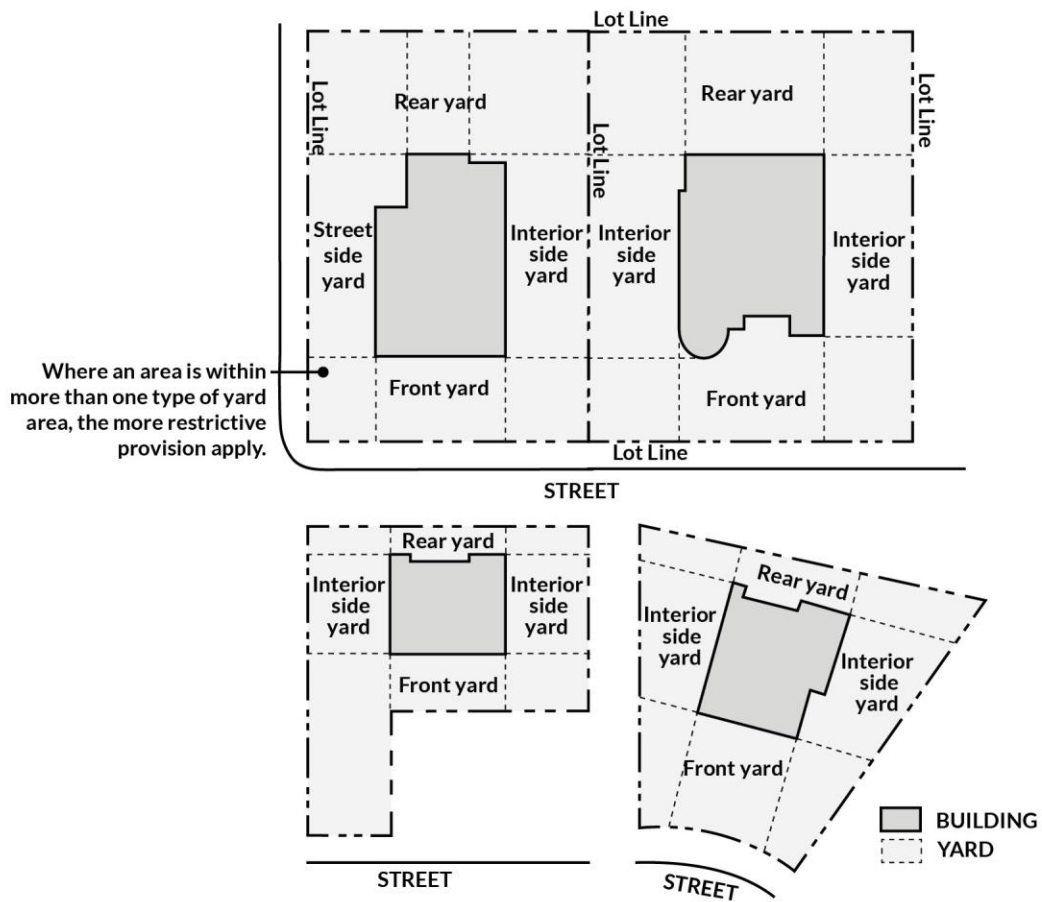 Lot Line
Lot Line
Rear yard
Lot Line
Rear yard
Lot Line
Street
side
yard
Interior
side
yard
Interior
side
yard
Interior
side
yard
Where an area is within
more than one type of yard
area, the more restrictive
provision apply.
Front yard
Front yard
Lot Line
STREET
Rear yard
Interior
side
yard
Interior
side
yard
Front yard
STREET
Rear yard
Interior
side
yard
Interior
side
yard
Front yard
STREET
BUILDING
YARD